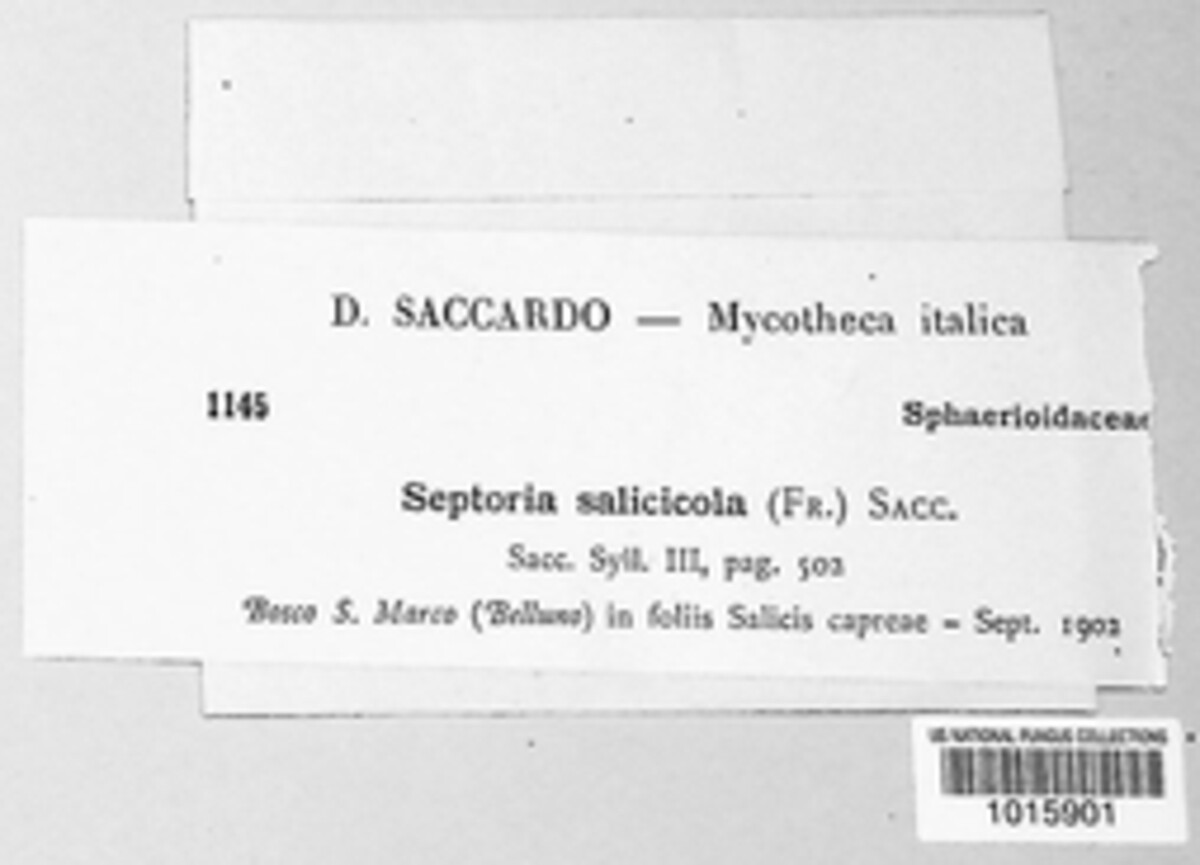 D. SACCARDO — Mycotheca italica
1145
Sphaerioidaceae
Septoria salicicola (FR.) SACC.
Sacc. Syll. III, pag. 502
Bosco S. Marco (Belluno) in foliis Salicis capreae - Sept. 1902
US NATIONAL FUNGUS COLLECTIONS
1015901